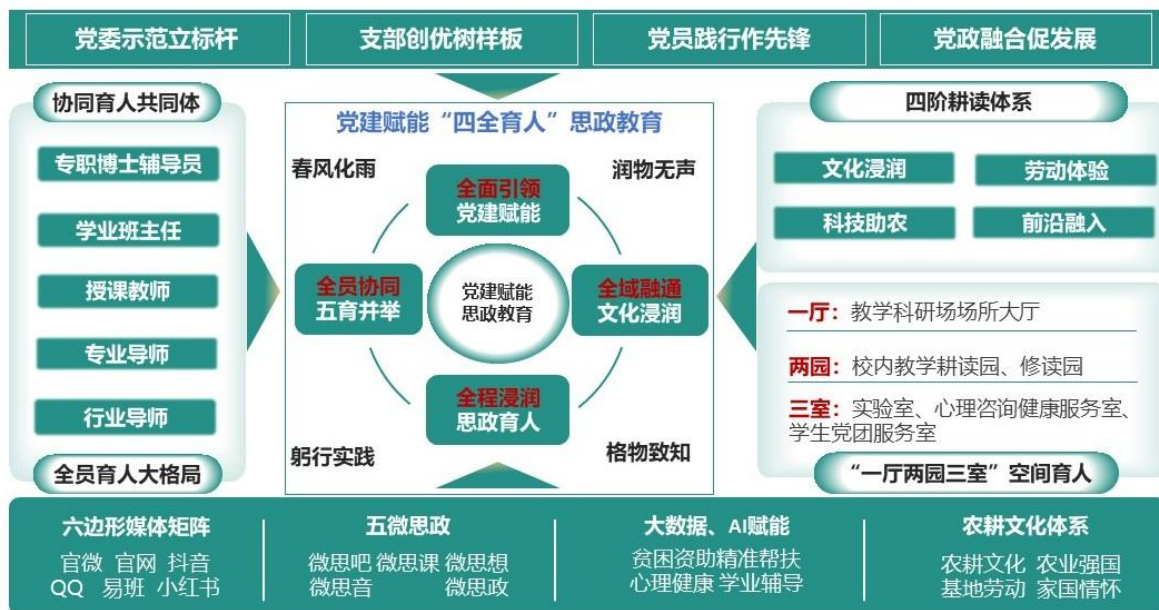 党委示范立标杆
支部创优树样板
党员践行作先锋
党政融合促发展
协同育人共同体
专职博士辅导员
学业班主任
授课教师
专业导师
行业导师
全员育人大格局
党建赋能“四全育人”思政教育
春风化雨
润物无声
全面引领
党建赋能
全员协同
五育并举
党建赋能
思政教育
全域融通
文化浸润
全程浸润
思政育人
躬行实践
格物致知
四阶耕读体系
文化浸润
劳动体验
科技助农
前沿融入
一厅：教学科研场场所大厅
两园：校内教学耕读园、修读园
三室：实验室、心理咨询健康服务室、
学生党团服务室
“一厅两园三室”空间育人
六边形媒体矩阵
官微 官网 抖音
QQ 易班 小红书
五微思政
微思吧 微思课 微思想
微思音 微思政
大数据、AI赋能
贫困资助精准帮扶
心理健康 学业辅导
农耕文化体系
农耕文化 农业强国
基地劳动 家国情怀